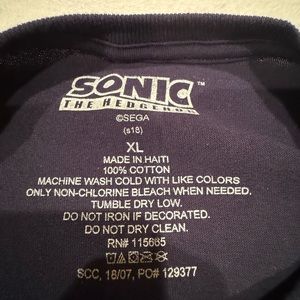 SONIC™
THE HEDGEHOG
©SEGA
(s18)
XL
MADE IN HAITI
100% COTTON
MACHINE WASH COLD WITH LIKE COLORS
ONLY NON-CHLORINE BLEACH WHEN NEEDED.
TUMBLE DRY LOW.
DO NOT IRON IF DECORATED.
DO NOT DRY CLEAN.
RN# 115685
SCC, 18/07, PO# 129377